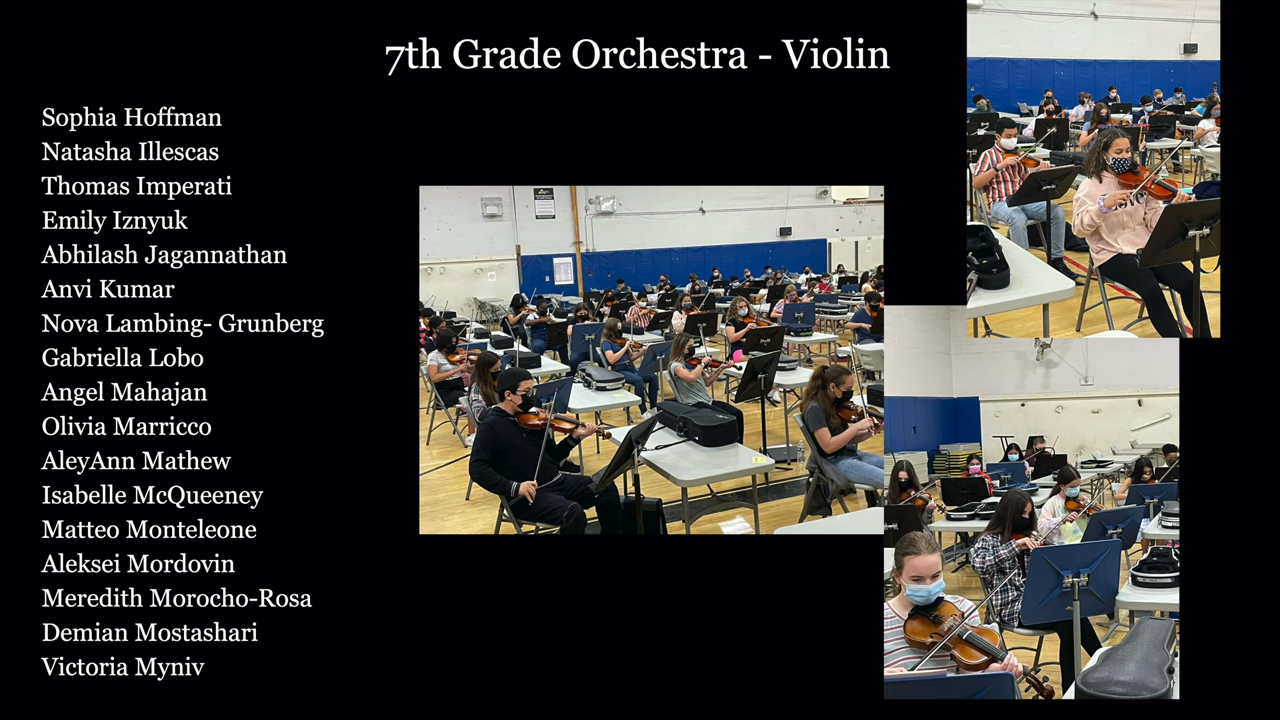 7th Grade Orchestra - Violin
Sophia Hoffman
Natasha Illescas
Thomas Imperati
Emily Iznyuk
Abhilash Jagannathan
Anvi Kumar
Nova Lambing- Grunberg
Gabriella Lobo
Angel Mahajan
Olivia Marricco
AleyAnn Mathew
Isabelle McQueeney
Matteo Monteleone
Aleksei Mordovin
Meredith Morocho-Rosa
Demian Mostashari
Victoria Myniv